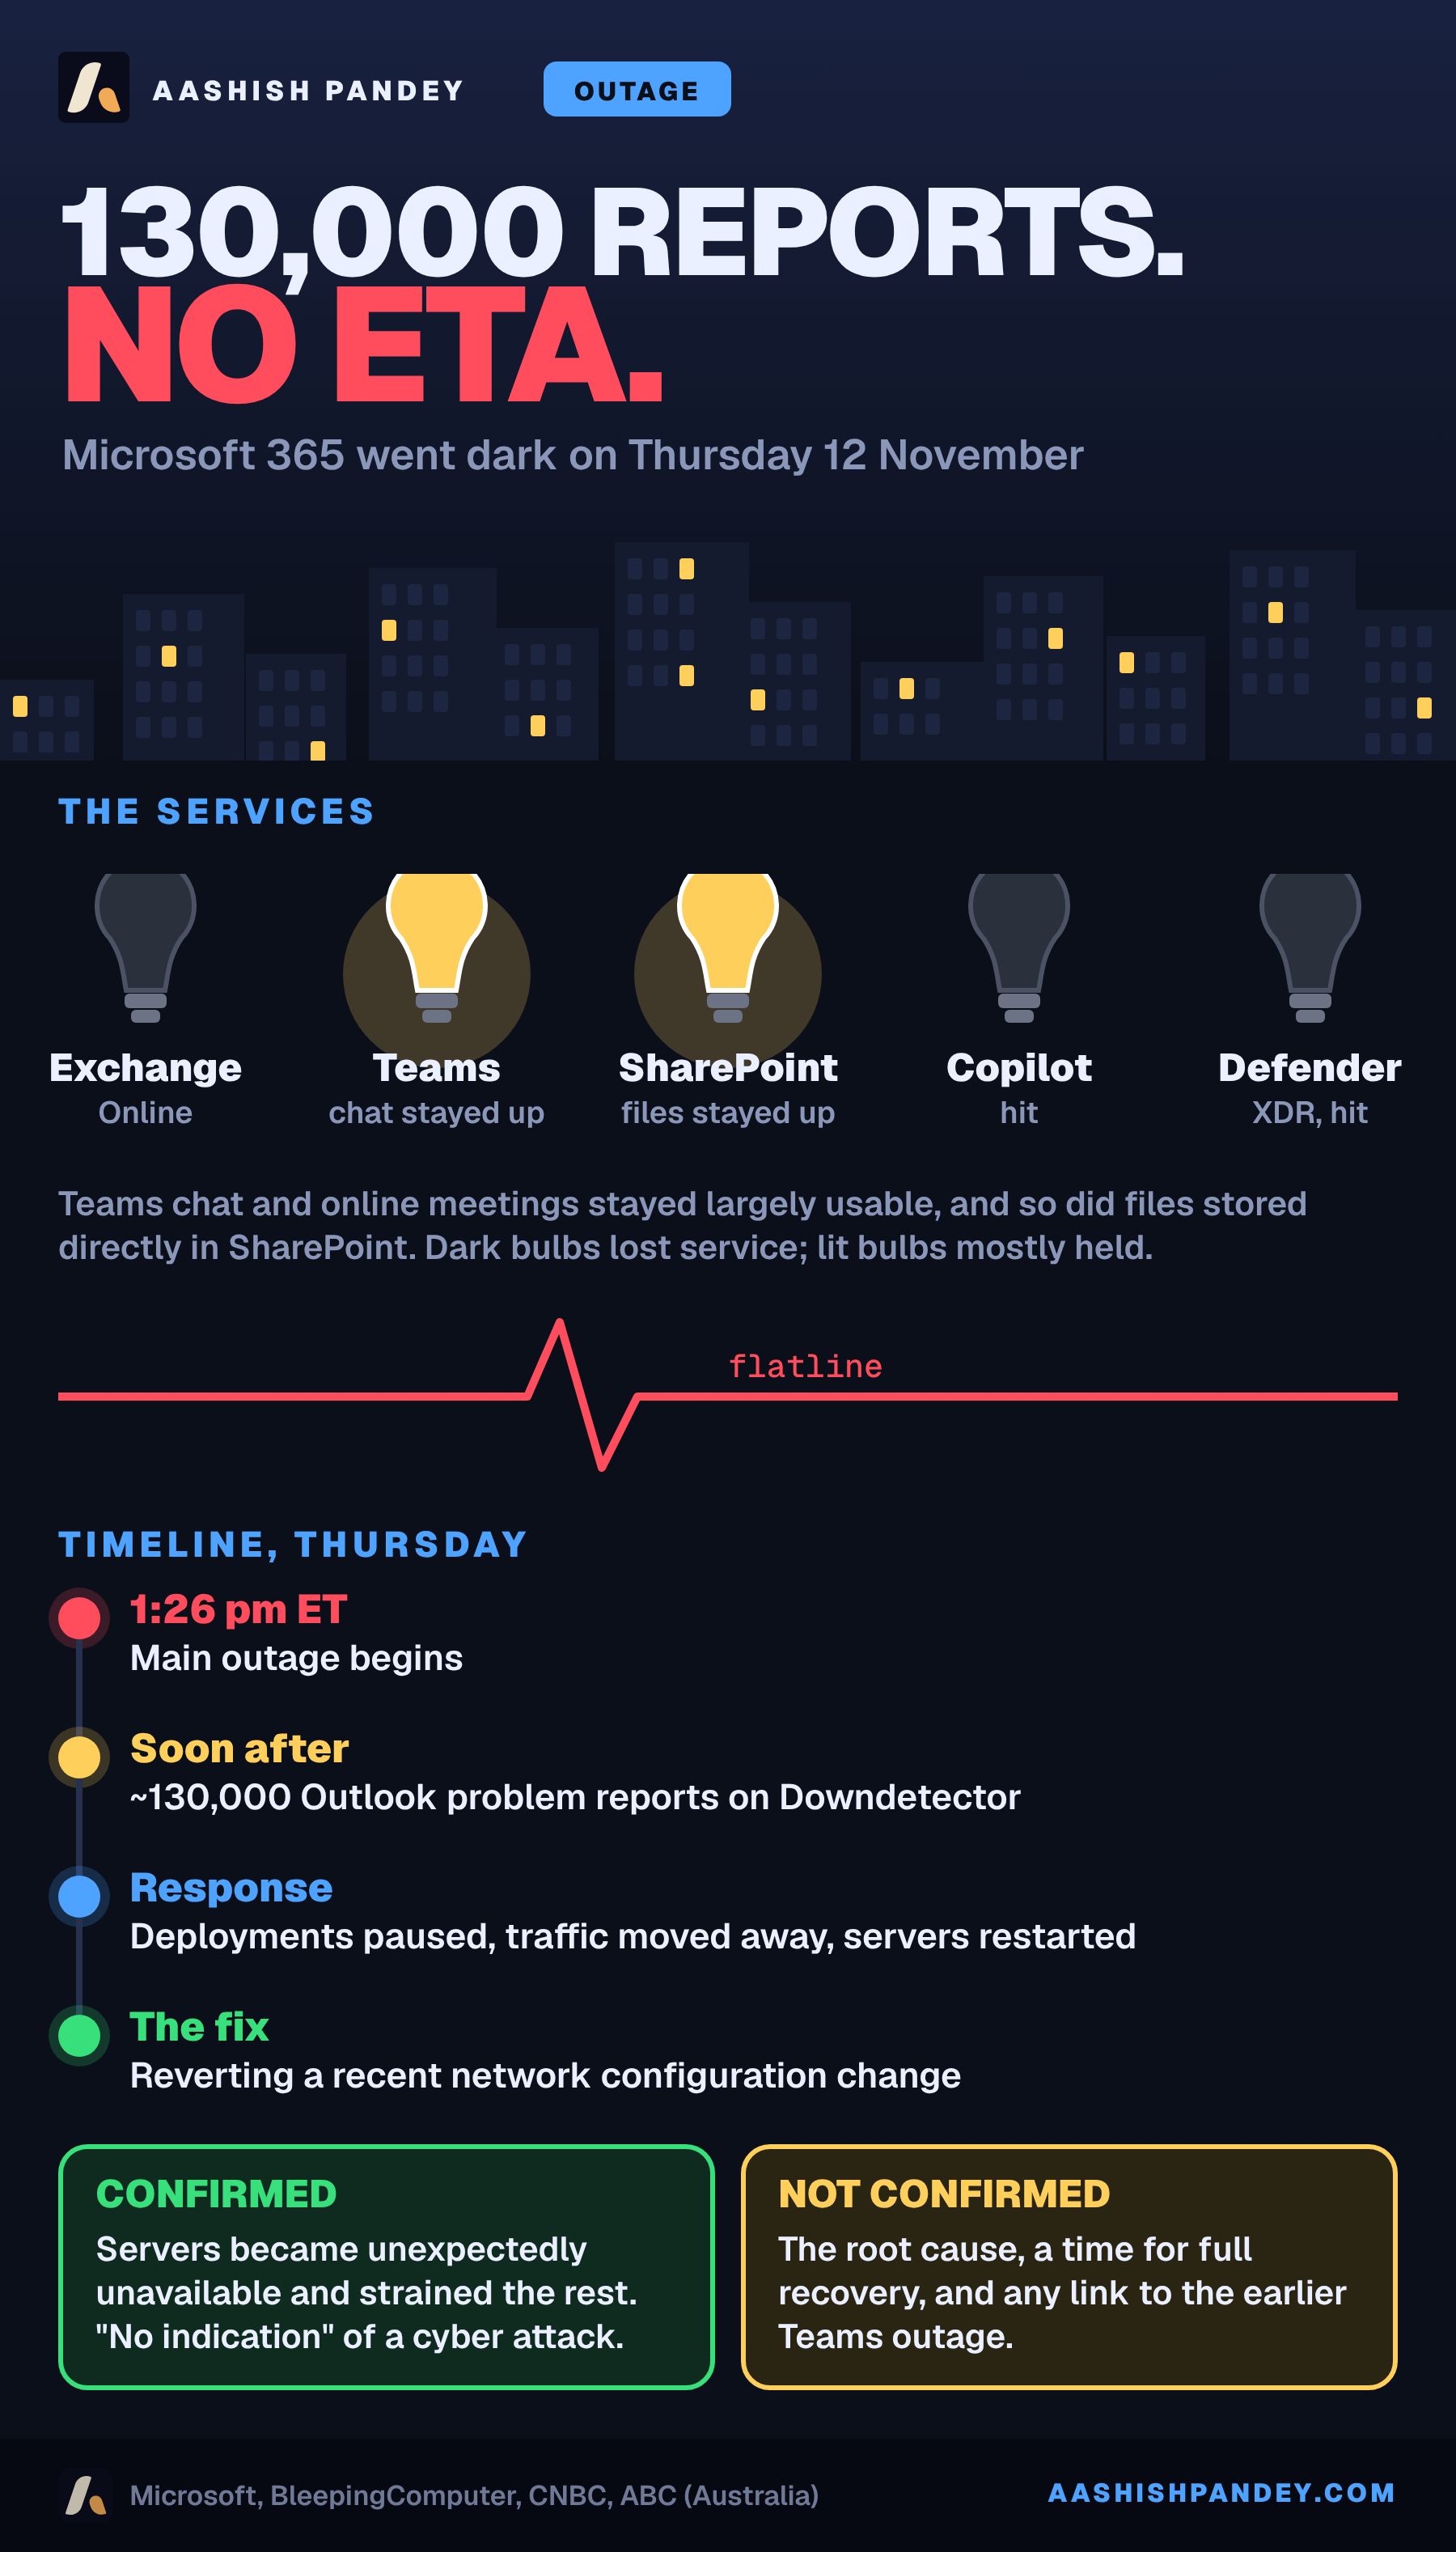 AASHISH PANDEY
OUTAGE
130,000 REPORTS.
NO ETA.
Microsoft 365 went dark on Thursday 12 November
THE SERVICES
Exchange
Online
Teams
chat stayed up
SharePoint
files stayed up
Copilot
hit
Defender
XDR, hit
Teams chat and online meetings stayed largely usable, and so did files stored
directly in SharePoint. Dark bulbs lost service; lit bulbs mostly held.
flatline
TIMELINE, THURSDAY
1:26 pm ET
Main outage begins
Soon after
~130,000 Outlook problem reports on Downdetector
Response
Deployments paused, traffic moved away, servers restarted
The fix
Reverting a recent network configuration change
CONFIRMED
Servers became unexpectedly
unavailable and strained the rest.
"No indication" of a cyber attack.
NOT CONFIRMED
The root cause, a time for full
recovery, and any link to the earlier
Teams outage.
Microsoft, BleepingComputer, CNBC, ABC (Australia)
AASHISHPANDEY.COM